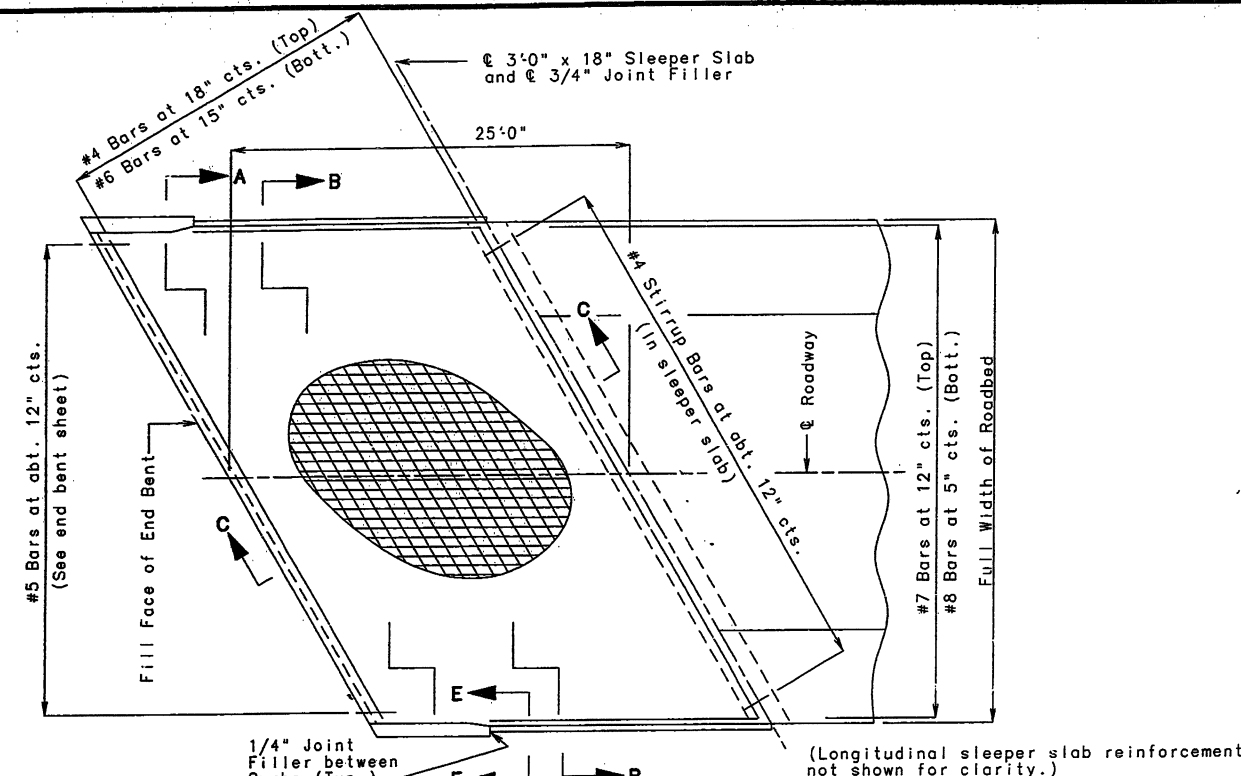 #4 Bars at 18" cts. (Top)
#6 Bars at 15" cts. (Bott.)
℄ 3'-0" x 18" Sleeper Slab
and ℄ 3/4" Joint Filler
25'-0"
A
B
#5 Bars at abt. 12" cts.
(See end bent sheet)
Fill Face of End Bent
C
C
#4 Stirrup Bars at abt. 12" cts.
(In sleeper slab)
℄ Roadway
#7 Bars at 12" cts. (Top)
#8 Bars at 5" cts. (Bott.)
Full Width of Roadbed
E
1/4" Joint
Filler between
(Longitudinal sleeper slab reinforcement
not shown for clarity.)